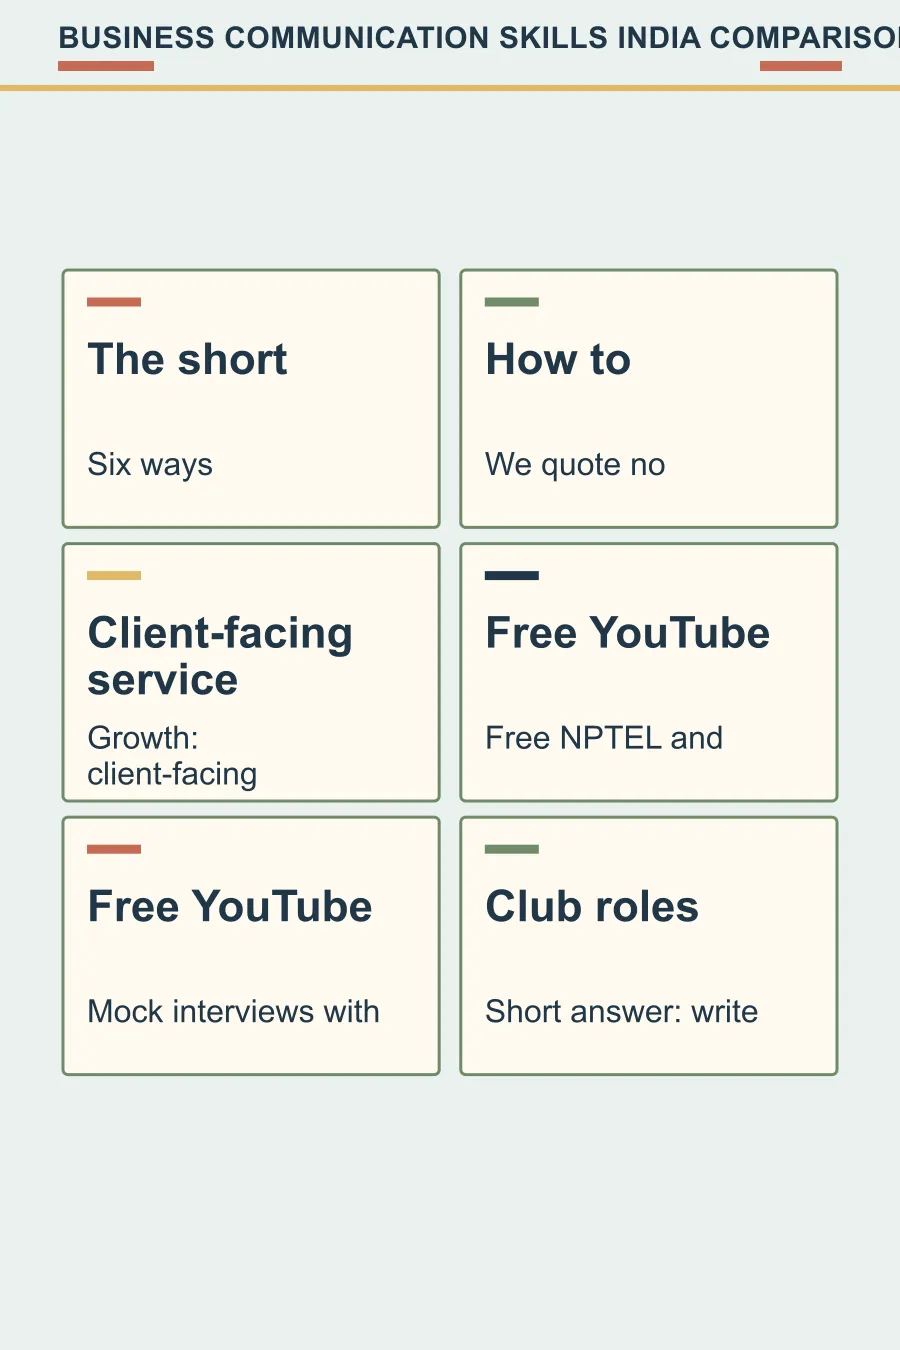 BUSINESS COMMUNICATION SKILLS INDIA COMPARISO
The short
Six ways
How to
We quote no
Client-facing
service
Growth:
client-facing
Free YouTube
Free NPTEL and
Free YouTube
Mock interviews with
Club roles
Short answer: write